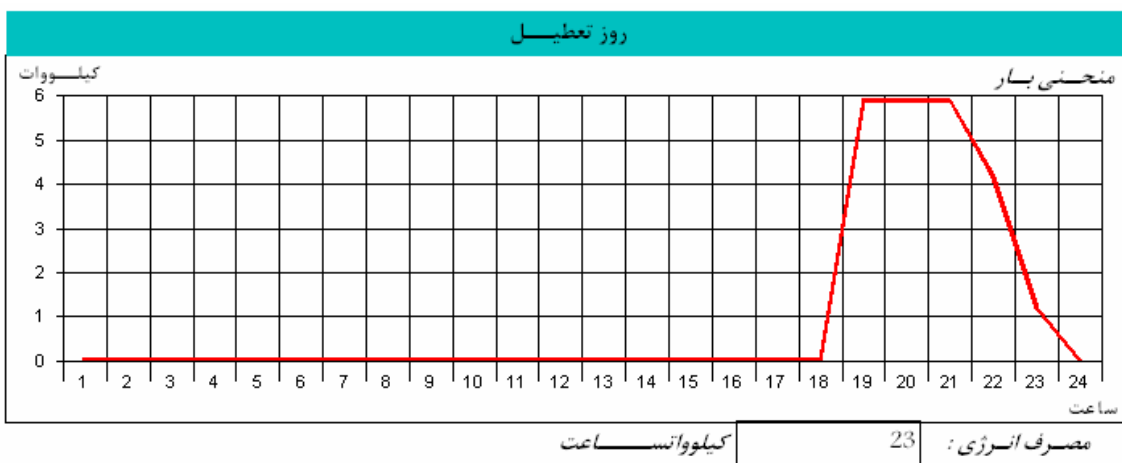 روز تعطیـــل
منحـنی بـار
کیلــووات
6
5
4
3
2
1
0
1 2 3 4 5 6 7 8 9 10 11 12 13 14 15 16 17 18 19 20 21 22 23 24
ساعت
مصـرف انـرژی : 23 کیلوواتســـاعت